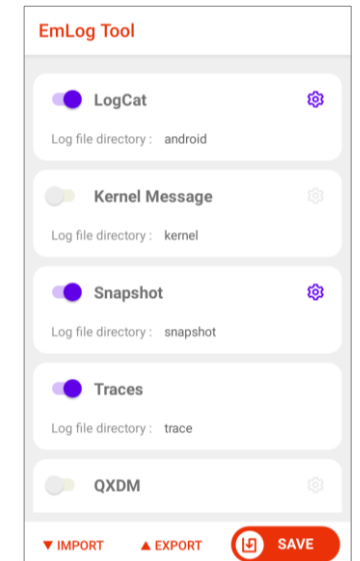 EmLog Tool
LogCat
Log file directory : android
Kernel Message
Log file directory : kernel
Snapshot
Log file directory : snapshot
Traces
Log file directory : trace
QXDM
▼ IMPORT ▲ EXPORT SAVE